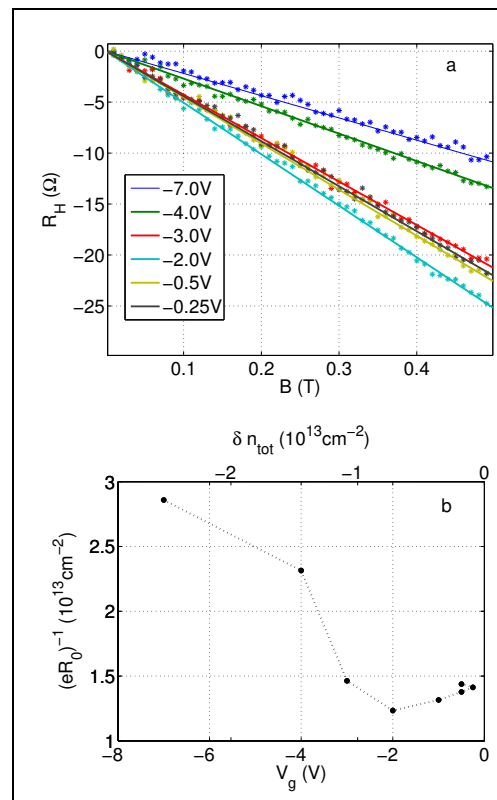 0
−5
−10
−15
−20
−25
R_H (Ω)
a
−7.0V
−4.0V
−3.0V
−2.0V
−0.5V
−0.25V
0.1 0.2 0.3 0.4
B (T)
δ n_tot (10^13cm^−2)
−2 −1 0
b
3
2.5
2
1.5
1
(eR_0)^−1 (10^13cm^−2)
−8 −6 −4 −2 0
V_g (V)